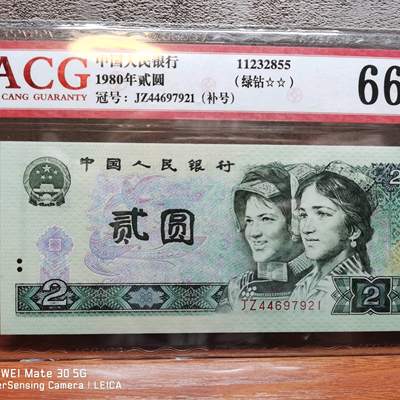 ACG
CANG GUARANTY
中国人民银行
1980年贰圆
冠号：JZ44697921（补号）
11232855
（绿钻☆☆）
66
中国人民银行
贰圆
2
2
2
JZ44697921
WEI Mate 30 5G
erSensing Camera | LEICA